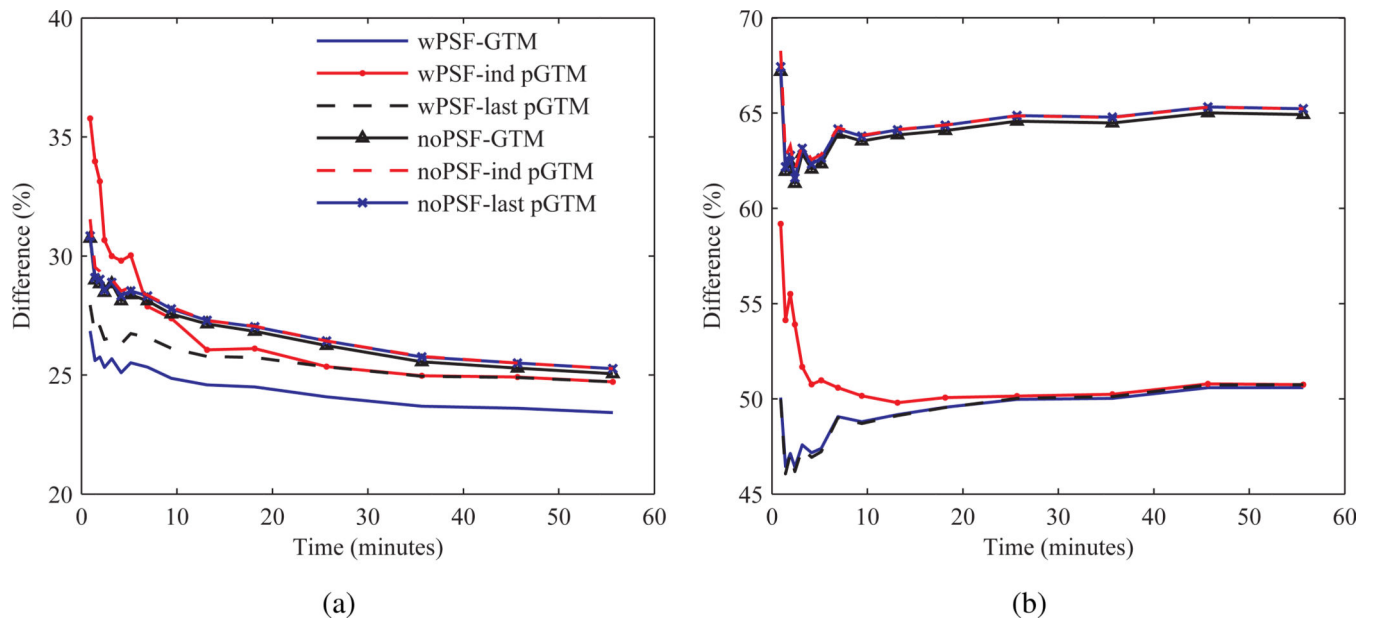 40
35
30
25
20
0 10 20 30 40 50 60
Difference (%)
Time (minutes)
wPSF-GTM
wPSF-ind pGTM
wPSF-last pGTM
noPSF-GTM
noPSF-ind pGTM
noPSF-last pGTM
(a)
70
65
60
55
50
45
0 10 20 30 40 50 60
Difference (%)
Time (minutes)
(b)